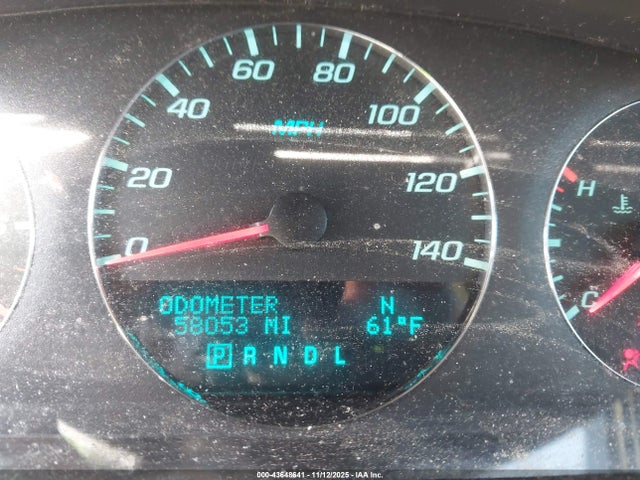 60 80
40 100
MPH
20 120
H
0 140
C
ODOMETER N
58053 MI 61°F
P R N D L
000-43648641 - 11/12/2025 - IAA Inc.